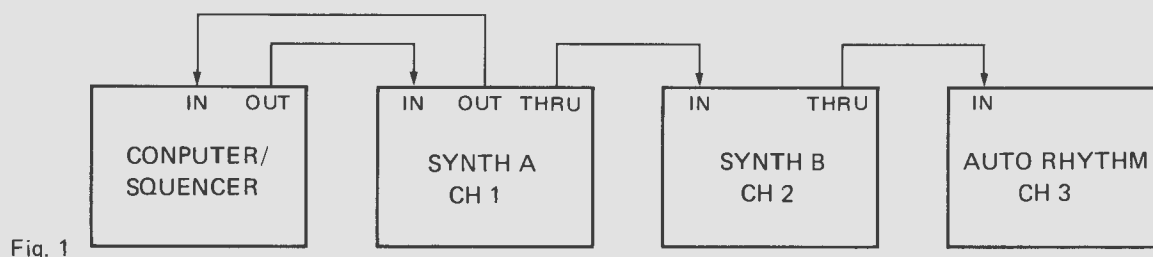 IN OUT
CONPUTER/
SQUENCER
IN OUT THRU
SYNTH A
CH 1
IN THRU
SYNTH B
CH 2
IN
AUTO RHYTHM
CH 3
Fig. 1